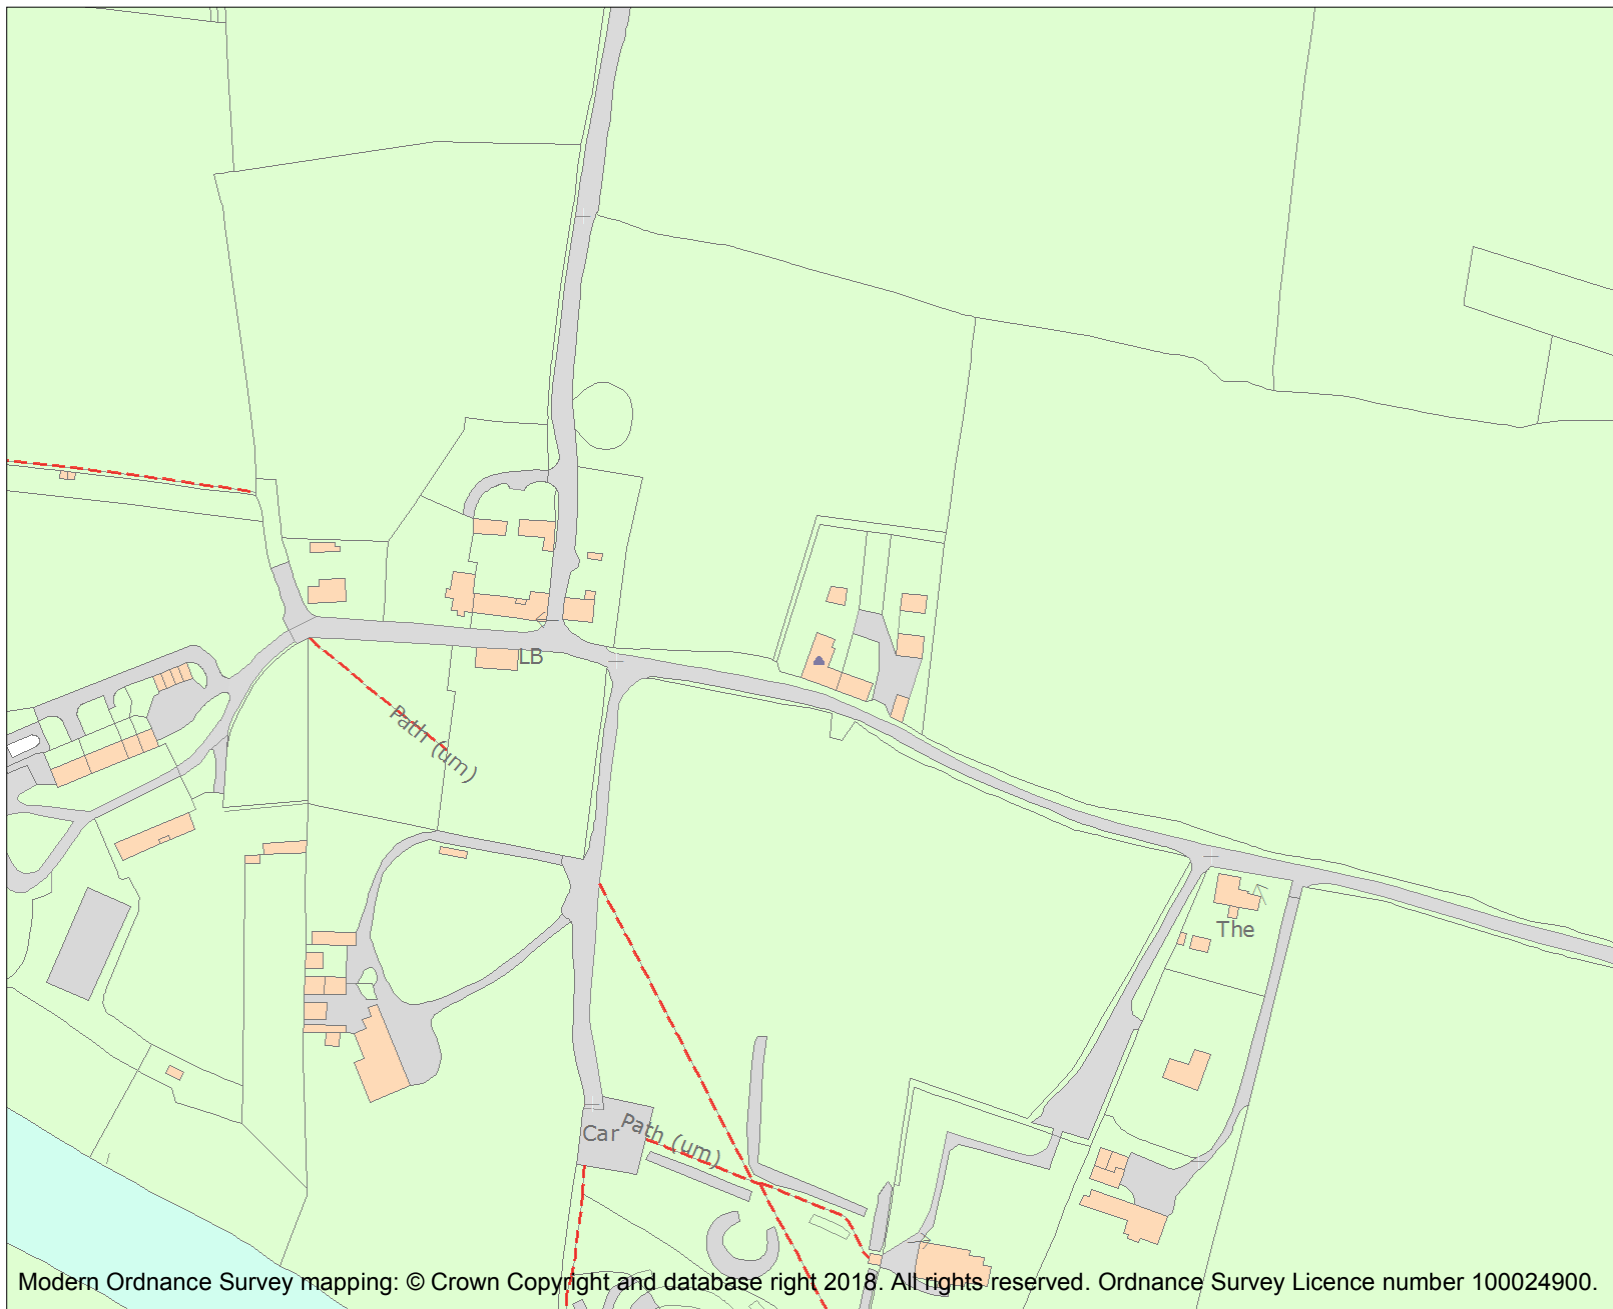 LB
Path (um)
The
Car
Path (um)
Modern Ordnance Survey mapping: © Crown Copyright and database right 2018. All rights reserved. Ordnance Survey Licence number 100024900.